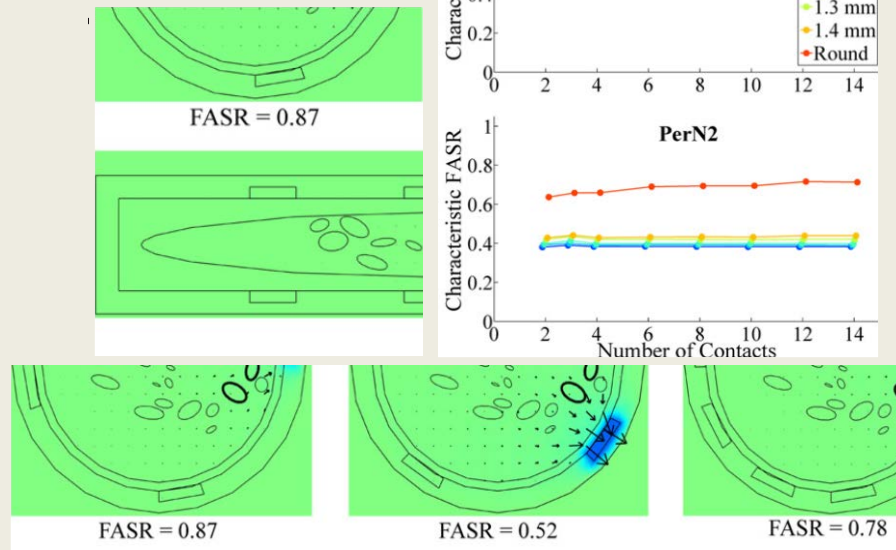 FASR = 0.87
Charac
0.2
0
0 2 4 6 8 10 12 14
1.3 mm
1.4 mm
Round
PerN2
Characteristic FASR
1
0.8
0.6
0.4
0.2
0
0 2 4 6 8 10 12 14
Number of Contacts
FASR = 0.87
FASR = 0.52
FASR = 0.78